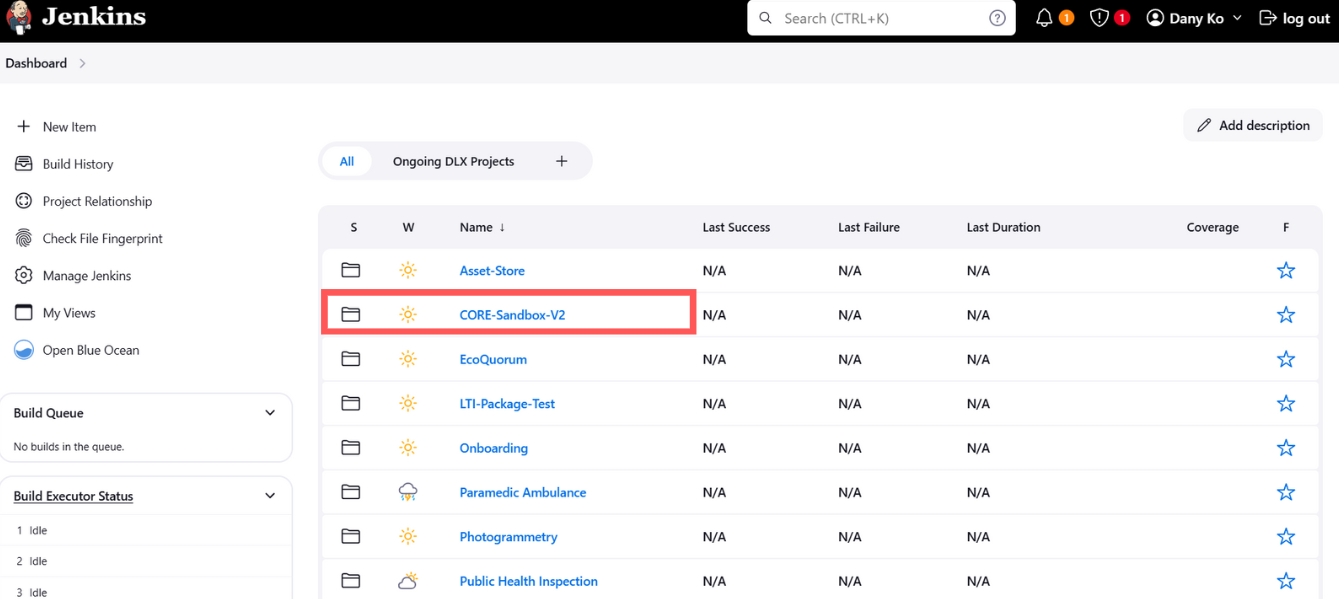 Jenkins
Search (CTRL+K)
1
1
Dany Ko
log out
Dashboard
New Item
Build History
Project Relationship
Check File Fingerprint
Manage Jenkins
My Views
Open Blue Ocean
Build Queue
No builds in the queue.
Build Executor Status
1 Idle
2 Idle
3 Idle
Add description
All Ongoing DLX Projects +
S W Name ↓ Last Success Last Failure Last Duration Coverage F
Asset-Store N/A N/A N/A
CORE-Sandbox-V2 N/A N/A N/A
EcoQuorum N/A N/A N/A
LTI-Package-Test N/A N/A N/A
Onboarding N/A N/A N/A
Paramedic Ambulance N/A N/A N/A
Photogrammetry N/A N/A N/A
Public Health Inspection N/A N/A N/A